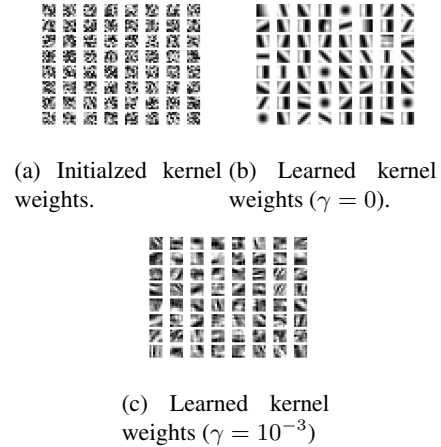 (a) Initialzed kernel
weights.
(b) Learned kernel
weights (γ = 0).
(c) Learned kernel
weights (γ = 10⁻³)